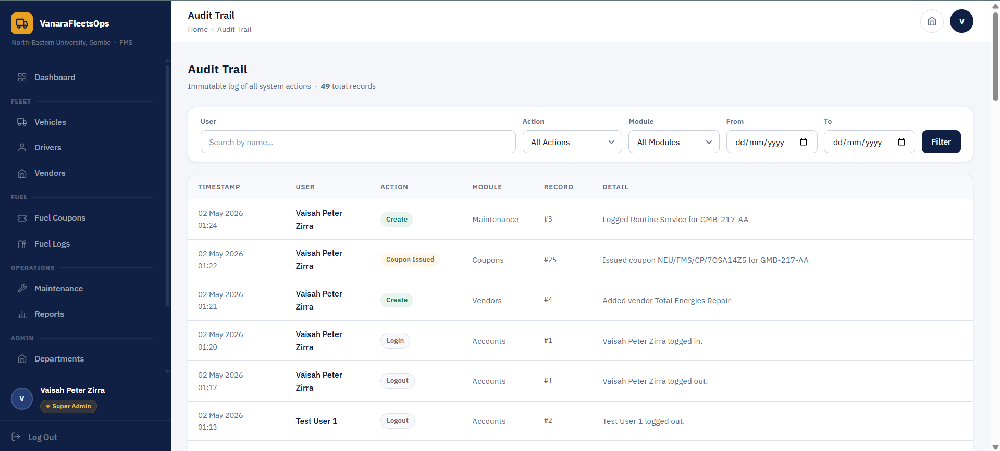 VanaraFleetsOps
North-Eastern University, Gombe · FMS
Dashboard
FLEET
Vehicles
Drivers
Vendors
FUEL
Fuel Coupons
Fuel Logs
OPERATIONS
Maintenance
Reports
ADMIN
Departments
V
Vaisah Peter Zirra
Super Admin
Log Out
Audit Trail
Home › Audit Trail
V
Audit Trail
Immutable log of all system actions · 49 total records
User Action Module From To
Search by name... All Actions All Modules dd/mm/yyyy dd/mm/yyyy Filter
TIMESTAMP USER ACTION MODULE RECORD DETAIL
02 May 2026 01:24 Vaisah Peter Zirra Create Maintenance #3 Logged Routine Service for GMB-217-AA
02 May 2026 01:22 Vaisah Peter Zirra Coupon Issued Coupons #25 Issued coupon NEU/FMS/CP/7OSA14Z5 for GMB-217-AA
02 May 2026 01:21 Vaisah Peter Zirra Create Vendors #4 Added vendor Total Energies Repair
02 May 2026 01:20 Vaisah Peter Zirra Login Accounts #1 Vaisah Peter Zirra logged in.
02 May 2026 01:17 Vaisah Peter Zirra Logout Accounts #1 Vaisah Peter Zirra logged out.
02 May 2026 01:13 Test User 1 Logout Accounts #2 Test User 1 logged out.